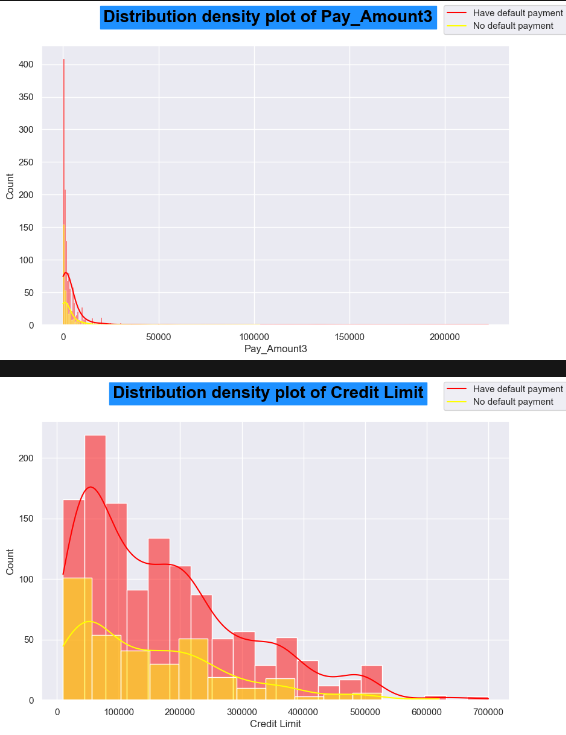 Distribution density plot of Pay_Amount3
Have default payment
No default payment
400
350
300
250
200
150
100
50
0
Count
0 50000 100000 150000 200000
Pay_Amount3
Distribution density plot of Credit Limit
Have default payment
No default payment
200
150
100
50
0
Count
0 100000 200000 300000 400000 500000 600000 700000
Credit Limit